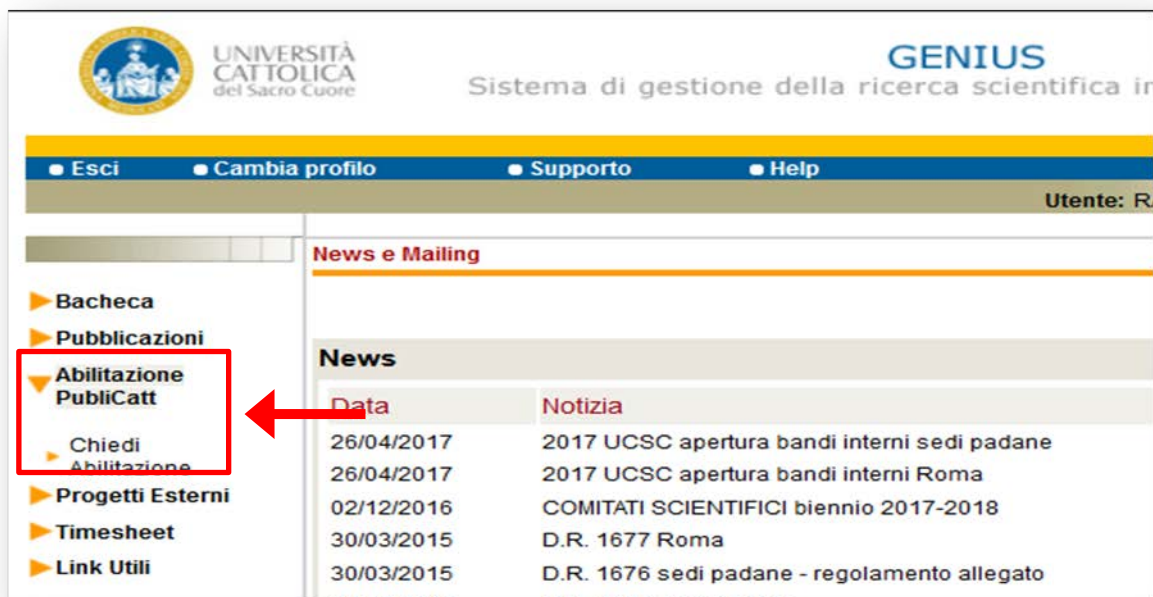 UNIVERSITÀ
CATTOLICA
del Sacro Cuore
GENIUS
Sistema di gestione della ricerca scientifica
Esci Cambia profilo Supporto Help
Utente:
News e Mailing
Bacheca
Pubblicazioni
Abilitazione
PubliCatt
Chiedi
Abilitazione
Progetti Esterni
Timesheet
Link Utili
News
Data Notizia
26/04/2017 2017 UCSC apertura bandi interni sedi padane
26/04/2017 2017 UCSC apertura bandi interni Roma
02/12/2016 COMITATI SCIENTIFICI biennio 2017-2018
30/03/2015 D.R. 1677 Roma
30/03/2015 D.R. 1676 sedi padane - regolamento allegato